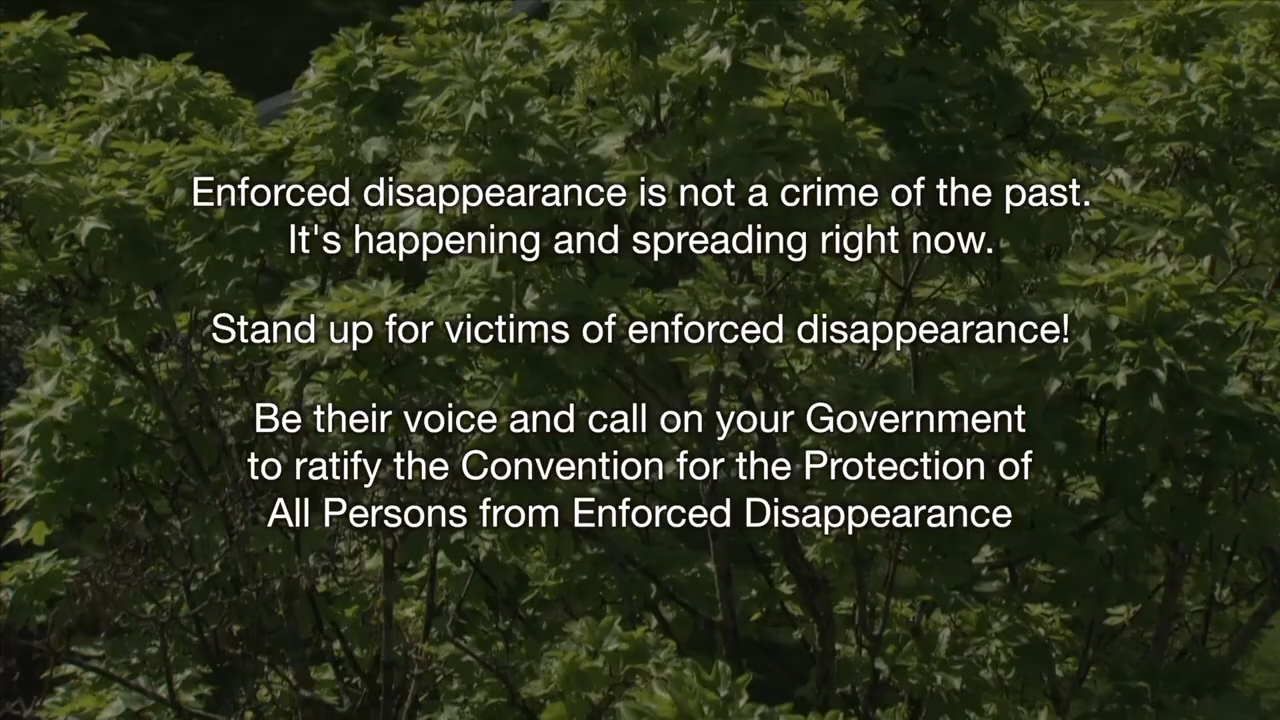 Enforced disappearance is not a crime of the past.
It's happening and spreading right now.
Stand up for victims of enforced disappearance!
Be their voice and call on your Government
to ratify the Convention for the Protection of
All Persons from Enforced Disappearance